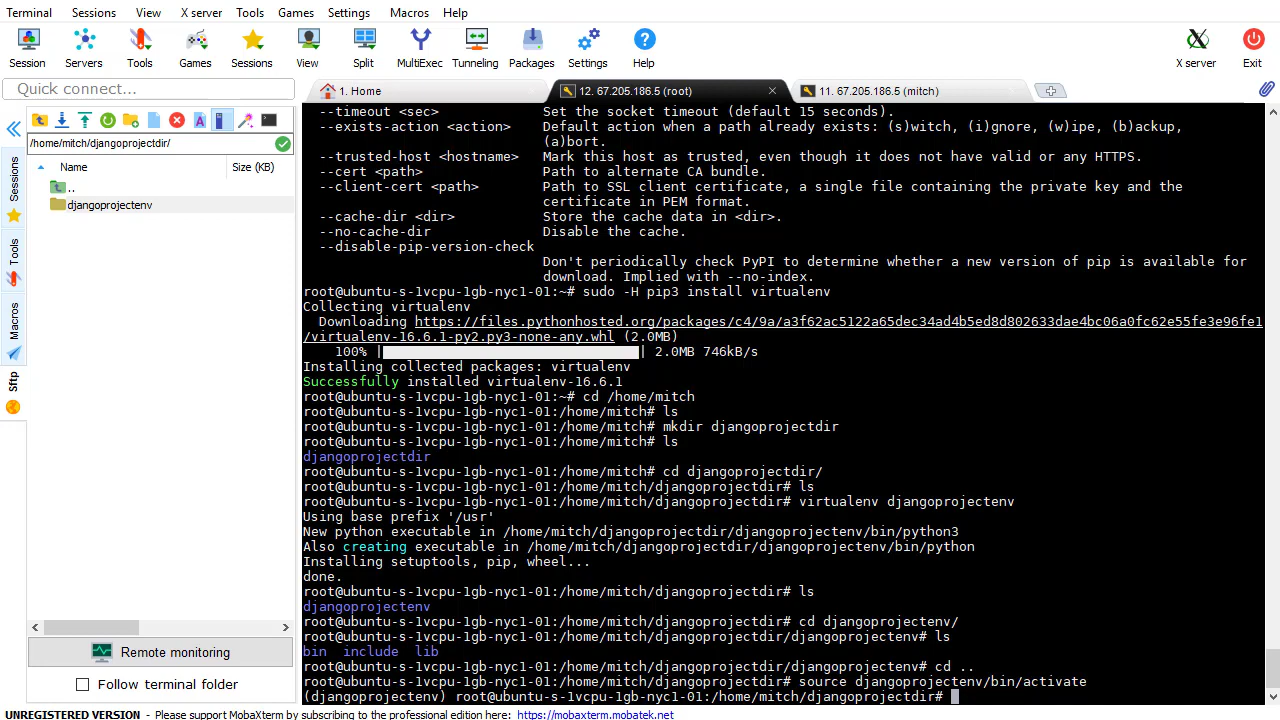 Terminal Sessions View X server Tools Games Settings Macros Help
Session Servers Tools Games Sessions View Split MultiExec Tunneling Packages Settings Help X server Exit
Quick connect...
1. Home
12. 67.205.186.5 (root)
11. 67.205.186.5 (mitch)
/home/mitch/djangoprojectdir/
Name Size (KB)
..
djangoprojectenv
Sessions
Tools
Macros
Sftp
--timeout <sec> Set the socket timeout (default 15 seconds).
--exists-action <action> Default action when a path already exists: (s)witch, (i)gnore, (w)ipe, (b)ackup,
(a)bort.
--trusted-host <hostname> Mark this host as trusted, even though it does not have valid or any HTTPS.
--cert <path> Path to alternate CA bundle.
--client-cert <path> Path to SSL client certificate, a single file containing the private key and the
certificate in PEM format.
--cache-dir <dir> Store the cache data in <dir>.
--no-cache-dir Disable the cache.
--disable-pip-version-check
Don't periodically check PyPI to determine whether a new version of pip is available for
download. Implied with --no-index.
root@ubuntu-s-1vcpu-1gb-nyc1-01:~# sudo -H pip3 install virtualenv
Collecting virtualenv
Downloading https://files.pythonhosted.org/packages/c4/9a/a3f62ac5122a65dec34ad4b5ed8d802633dae4bc06a0fc62e55fe3e96fe1
/virtualenv-16.6.1-py2.py3-none-any.whl (2.0MB)
100% | | 2.0MB 746kB/s
Installing collected packages: virtualenv
Successfully installed virtualenv-16.6.1
root@ubuntu-s-1vcpu-1gb-nyc1-01:~# cd /home/mitch
root@ubuntu-s-1vcpu-1gb-nyc1-01:/home/mitch# ls
root@ubuntu-s-1vcpu-1gb-nyc1-01:/home/mitch# mkdir djangoprojectdir
root@ubuntu-s-1vcpu-1gb-nyc1-01:/home/mitch# ls
djangoprojectdir
root@ubuntu-s-1vcpu-1gb-nyc1-01:/home/mitch# cd djangoprojectdir/
root@ubuntu-s-1vcpu-1gb-nyc1-01:/home/mitch/djangoprojectdir# ls
root@ubuntu-s-1vcpu-1gb-nyc1-01:/home/mitch/djangoprojectdir# virtualenv djangoprojectenv
Using base prefix '/usr'
New python executable in /home/mitch/djangoprojectdir/djangoprojectenv/bin/python3
Also creating executable in /home/mitch/djangoprojectdir/djangoprojectenv/bin/python
Installing setuptools, pip, wheel...
done.
root@ubuntu-s-1vcpu-1gb-nyc1-01:/home/mitch/djangoprojectdir# ls
djangoprojectenv
root@ubuntu-s-1vcpu-1gb-nyc1-01:/home/mitch/djangoprojectdir# cd djangoprojectenv/
root@ubuntu-s-1vcpu-1gb-nyc1-01:/home/mitch/djangoprojectdir/djangoprojectenv# ls
bin include lib
root@ubuntu-s-1vcpu-1gb-nyc1-01:/home/mitch/djangoprojectdir/djangoprojectenv# cd ..
root@ubuntu-s-1vcpu-1gb-nyc1-01:/home/mitch/djangoprojectdir# source djangoprojectenv/bin/activate
(djangoprojectenv) root@ubuntu-s-1vcpu-1gb-nyc1-01:/home/mitch/djangoprojectdir#
Remote monitoring
Follow terminal folder
UNREGISTERED VERSION - Please support MobaXterm by subscribing to the professional edition here: https://mobaxterm.mobatek.net